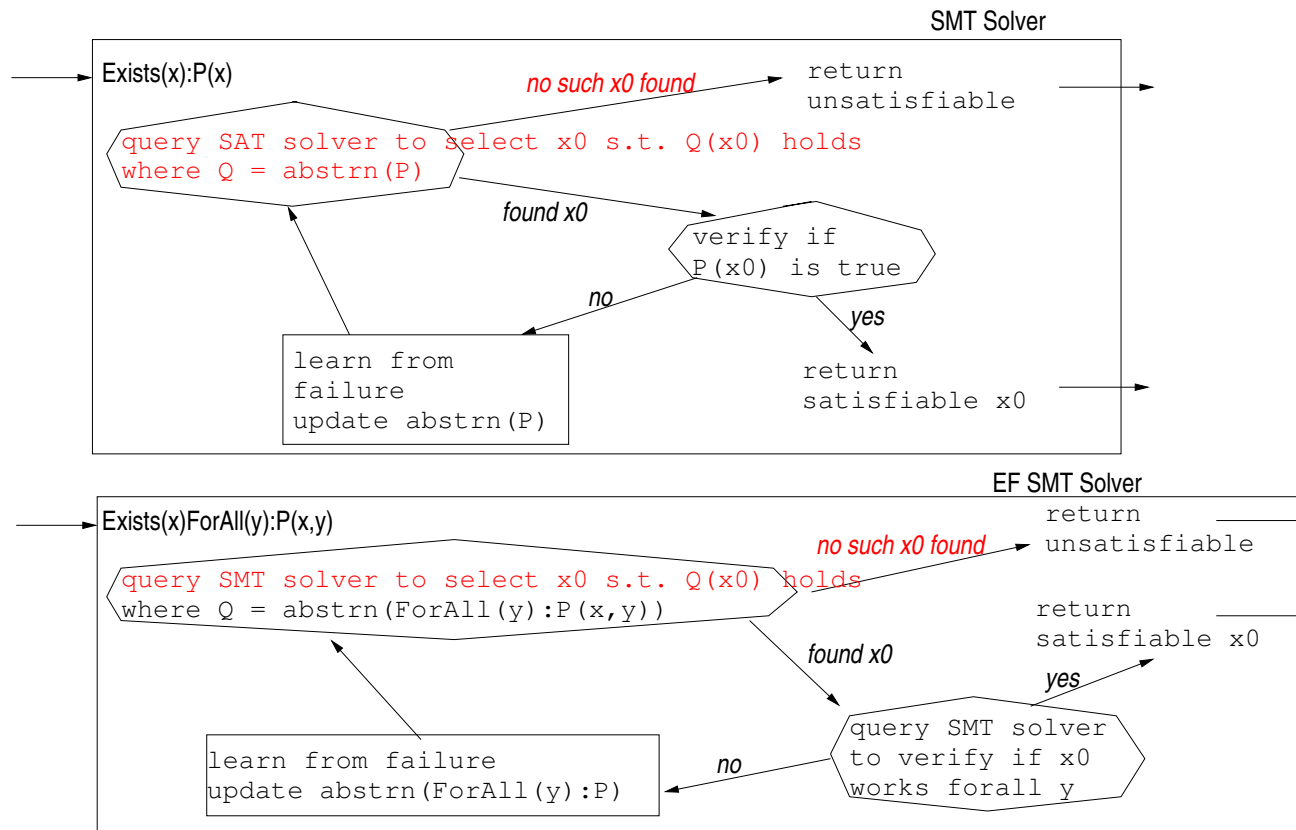 SMT Solver
Exists(x):P(x)
no such x0 found
return
unsatisfiable
query SAT solver to select x0 s.t. Q(x0) holds
where Q = abstrn(P)
found x0
verify if
P(x0) is true
no
yes
learn from
failure
update abstrn(P)
return
satisfiable x0
EF SMT Solver
Exists(x)ForAll(y):P(x,y)
no such x0 found
return
unsatisfiable
query SMT solver to select x0 s.t. Q(x0) holds
where Q = abstrn(ForAll(y):P(x,y))
return
satisfiable x0
found x0
yes
query SMT solver
to verify if x0
works forall y
no
learn from failure
update abstrn(ForAll(y):P)